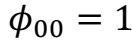 𝜙₀₀ = 1